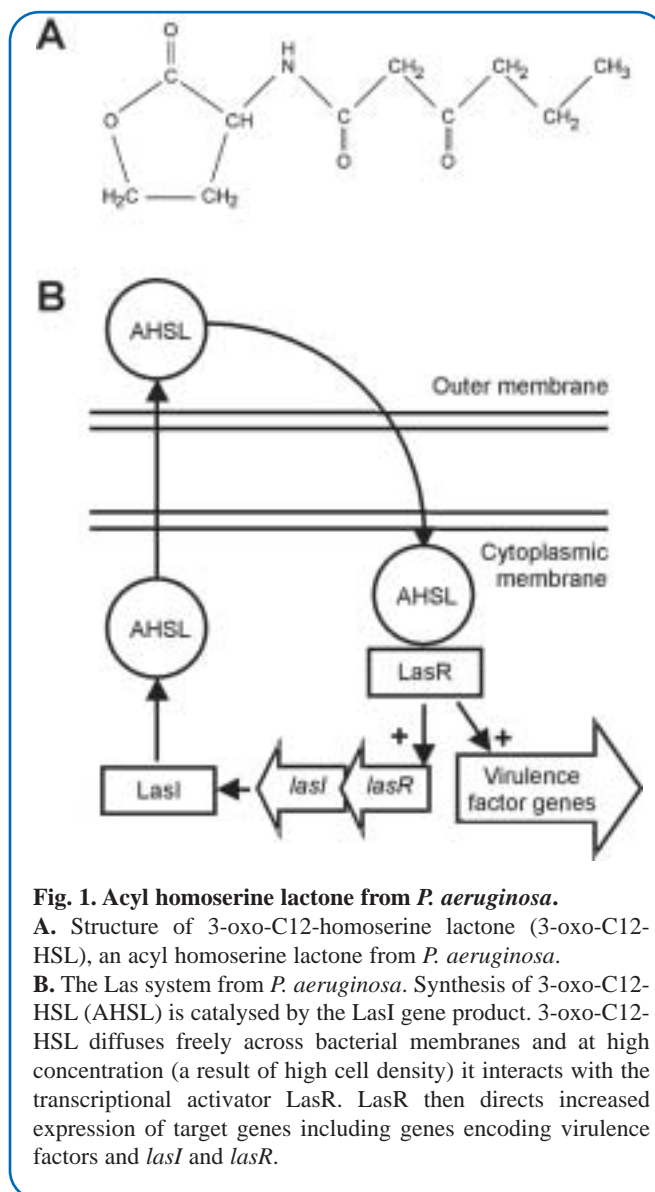 A
O
C
H
N
CH2
CH2
CH3
O
CH
C
C
CH2
H2C
CH2
O
O
B
AHSL
Outer membrane
Cytoplasmic
membrane
AHSL
AHSL
LasR
+
+
LasI
lasI
lasR
Virulence
factor genes
Fig. 1. Acyl homoserine lactone from P. aeruginosa.
A. Structure of 3-oxo-C12-homoserine lactone (3-oxo-C12-
HSL), an acyl homoserine lactone from P. aeruginosa.
B. The Las system from P. aeruginosa. Synthesis of 3-oxo-C12-
HSL (AHSL) is catalysed by the LasI gene product. 3-oxo-C12-
HSL diffuses freely across bacterial membranes and at high
concentration (a result of high cell density) it interacts with the
transcriptional activator LasR. LasR then directs increased
expression of target genes including genes encoding virulence
factors and lasI and lasR.